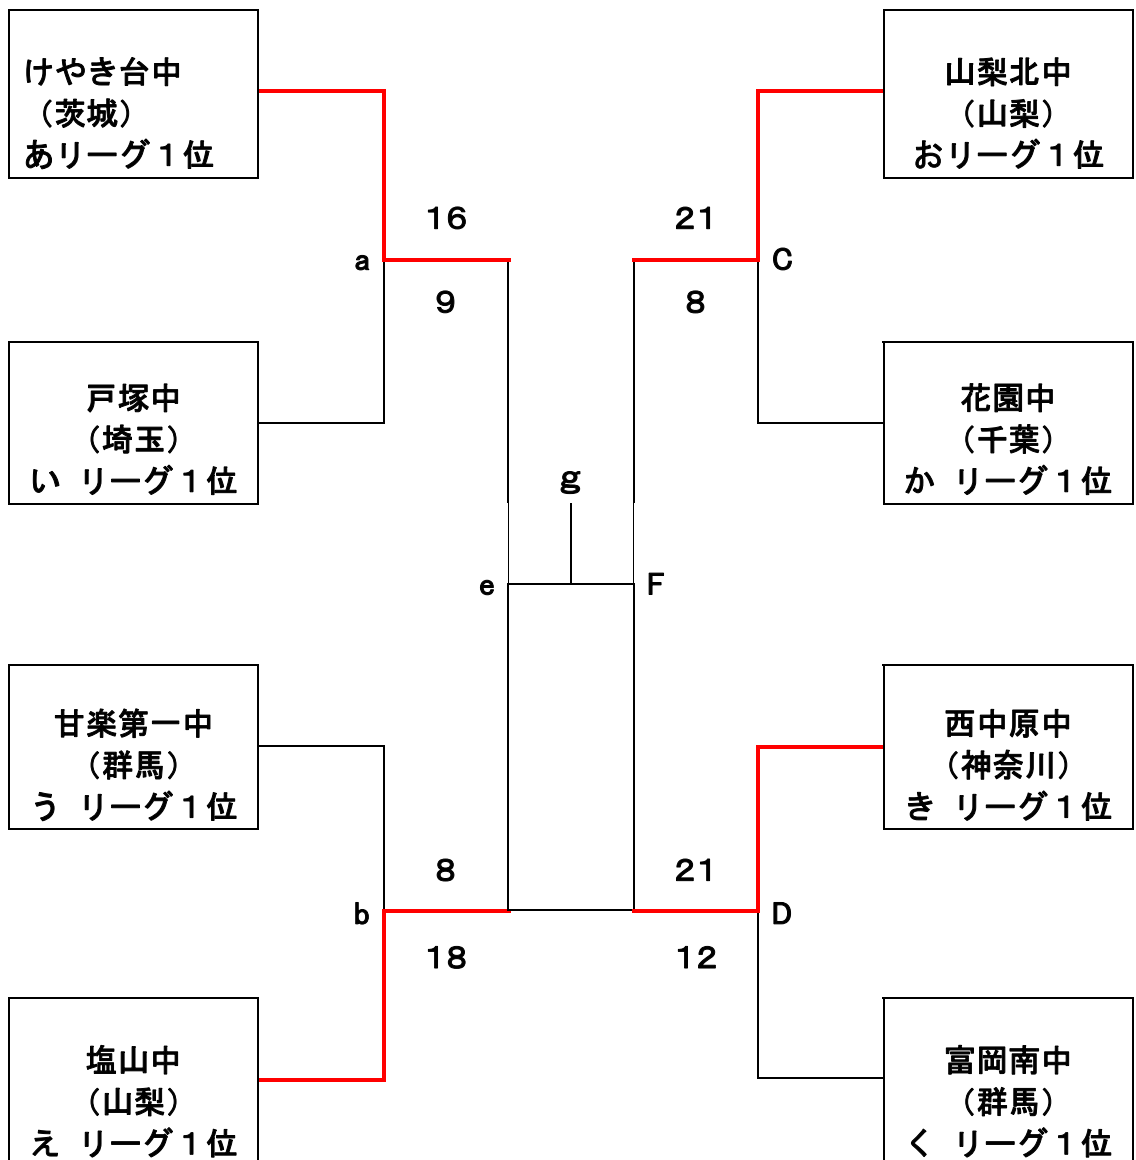 けやき台中
（茨城）
あリーグ１位
山梨北中
（山梨）
おリーグ１位
16
21
a
C
9
8
戸塚中
（埼玉）
い リーグ１位
花園中
（千葉）
か リーグ１位
g
e
F
甘楽第一中
（群馬）
う リーグ１位
西中原中
（神奈川）
き リーグ１位
8
21
b
D
18
12
塩山中
（山梨）
え リーグ１位
富岡南中
（群馬）
く リーグ１位